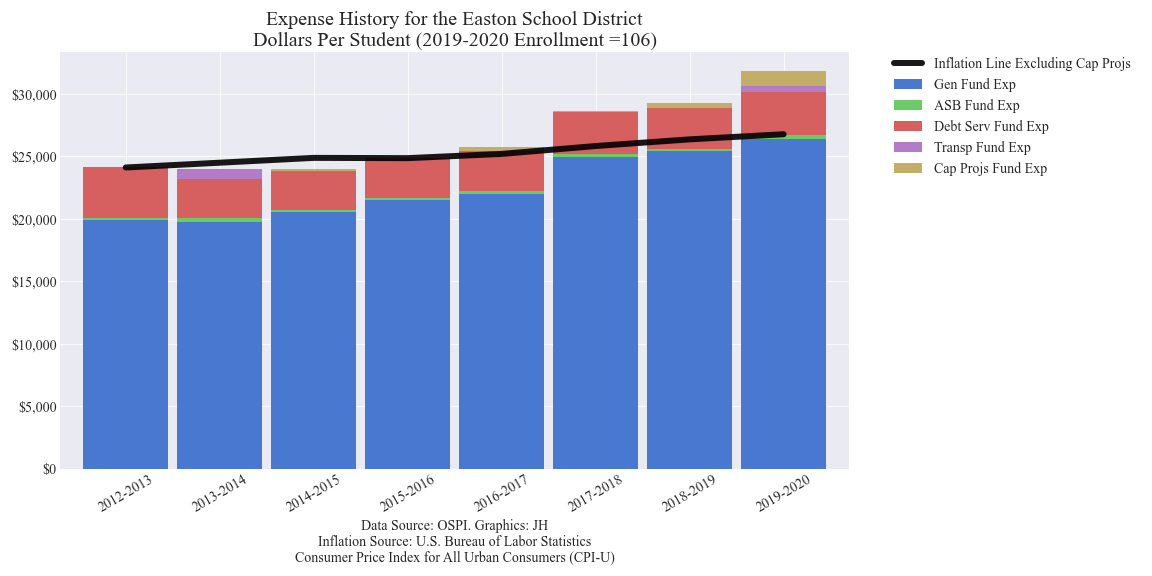 Expense History for the Easton School District
Dollars Per Student (2019-2020 Enrollment =106)
Inflation Line Excluding Cap Projs
Gen Fund Exp
ASB Fund Exp
Debt Serv Fund Exp
Transp Fund Exp
Cap Projs Fund Exp
$30,000
$25,000
$20,000
$15,000
$10,000
$5,000
$0
2012-2013
2013-2014
2014-2015
2015-2016
2016-2017
2017-2018
2018-2019
2019-2020
Data Source: OSPI. Graphics: JH
Inflation Source: U.S. Bureau of Labor Statistics
Consumer Price Index for All Urban Consumers (CPI-U)